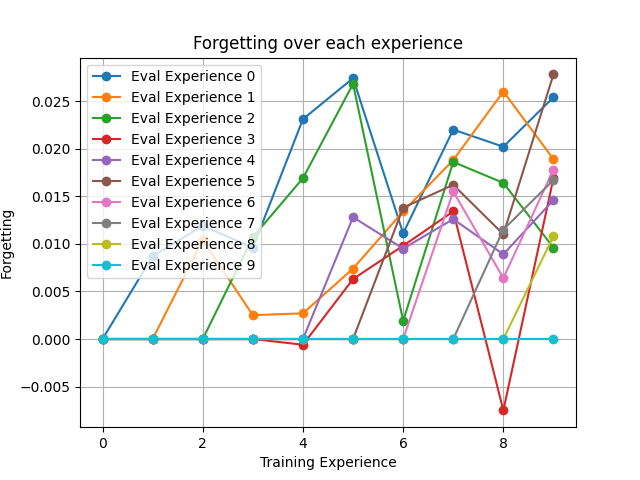 Forgetting over each experience
Eval Experience 0
Eval Experience 1
Eval Experience 2
Eval Experience 3
Eval Experience 4
Eval Experience 5
Eval Experience 6
Eval Experience 7
Eval Experience 8
Eval Experience 9
Forgetting
0.025
0.020
0.015
0.010
0.005
0.000
−0.005
0 2 4 6 8
Training Experience